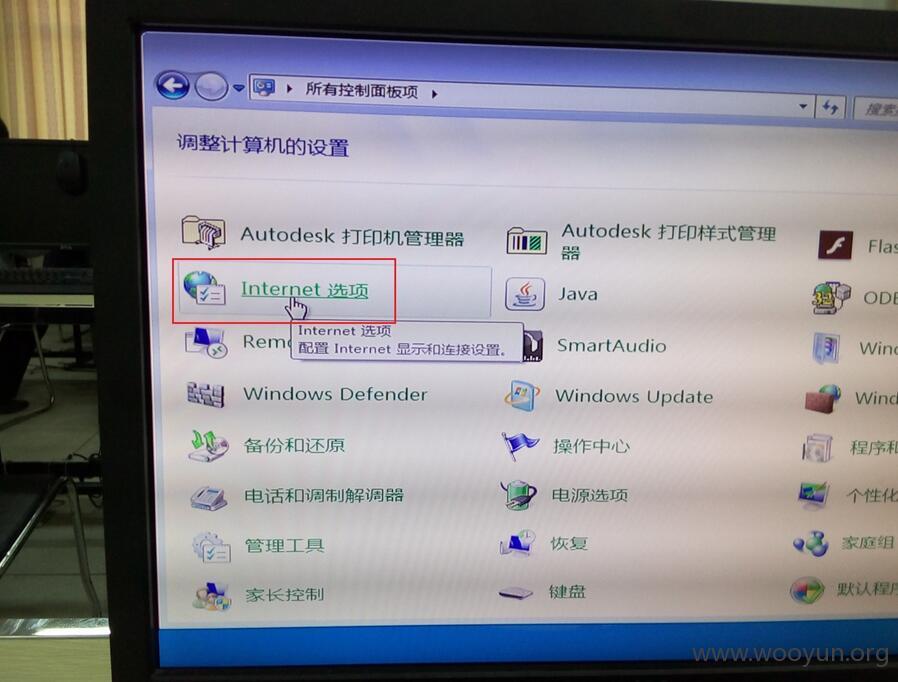 所有控制面板项
搜索
调整计算机的设置
Autodesk 打印机管理器
Autodesk 打印样式管理
器
Flas
Internet 选项
Java
ODB
Internet 选项
配置 Internet 显示和连接设置。
Remo
SmartAudio
Wind
Windows Defender
Windows Update
Wind
备份和还原
操作中心
程序和
电话和调制解调器
电源选项
个性化
管理工具
恢复
家庭组
家长控制
键盘
默认程序
www.wooyun.org